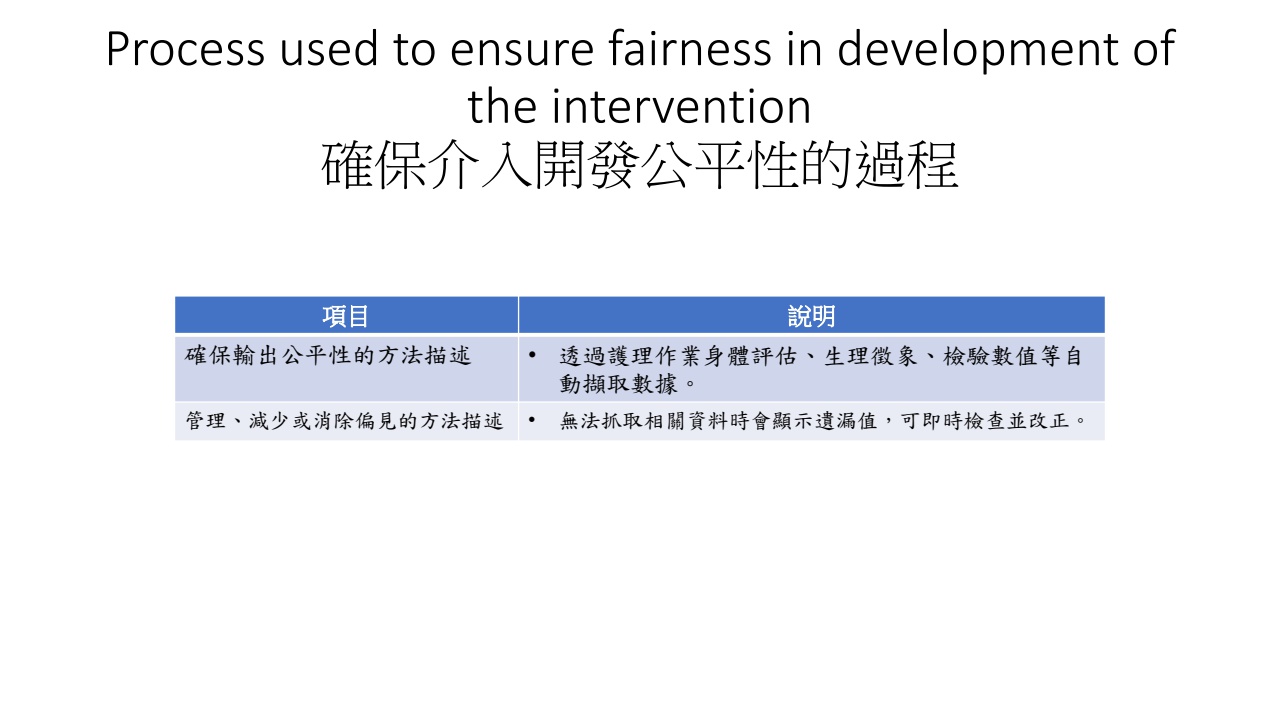 Process used to ensure fairness in development of
the intervention
確保介入開發公平性的過程
項目
說明
確保輸出公平性的方法描述
• 透過護理作業身體評估、生理徵象、檢驗數值等自
動擷取數據。
管理、減少或消除偏見的方法描述
• 無法抓取相關資料時會顯示遺漏值，可即時檢查並改正。